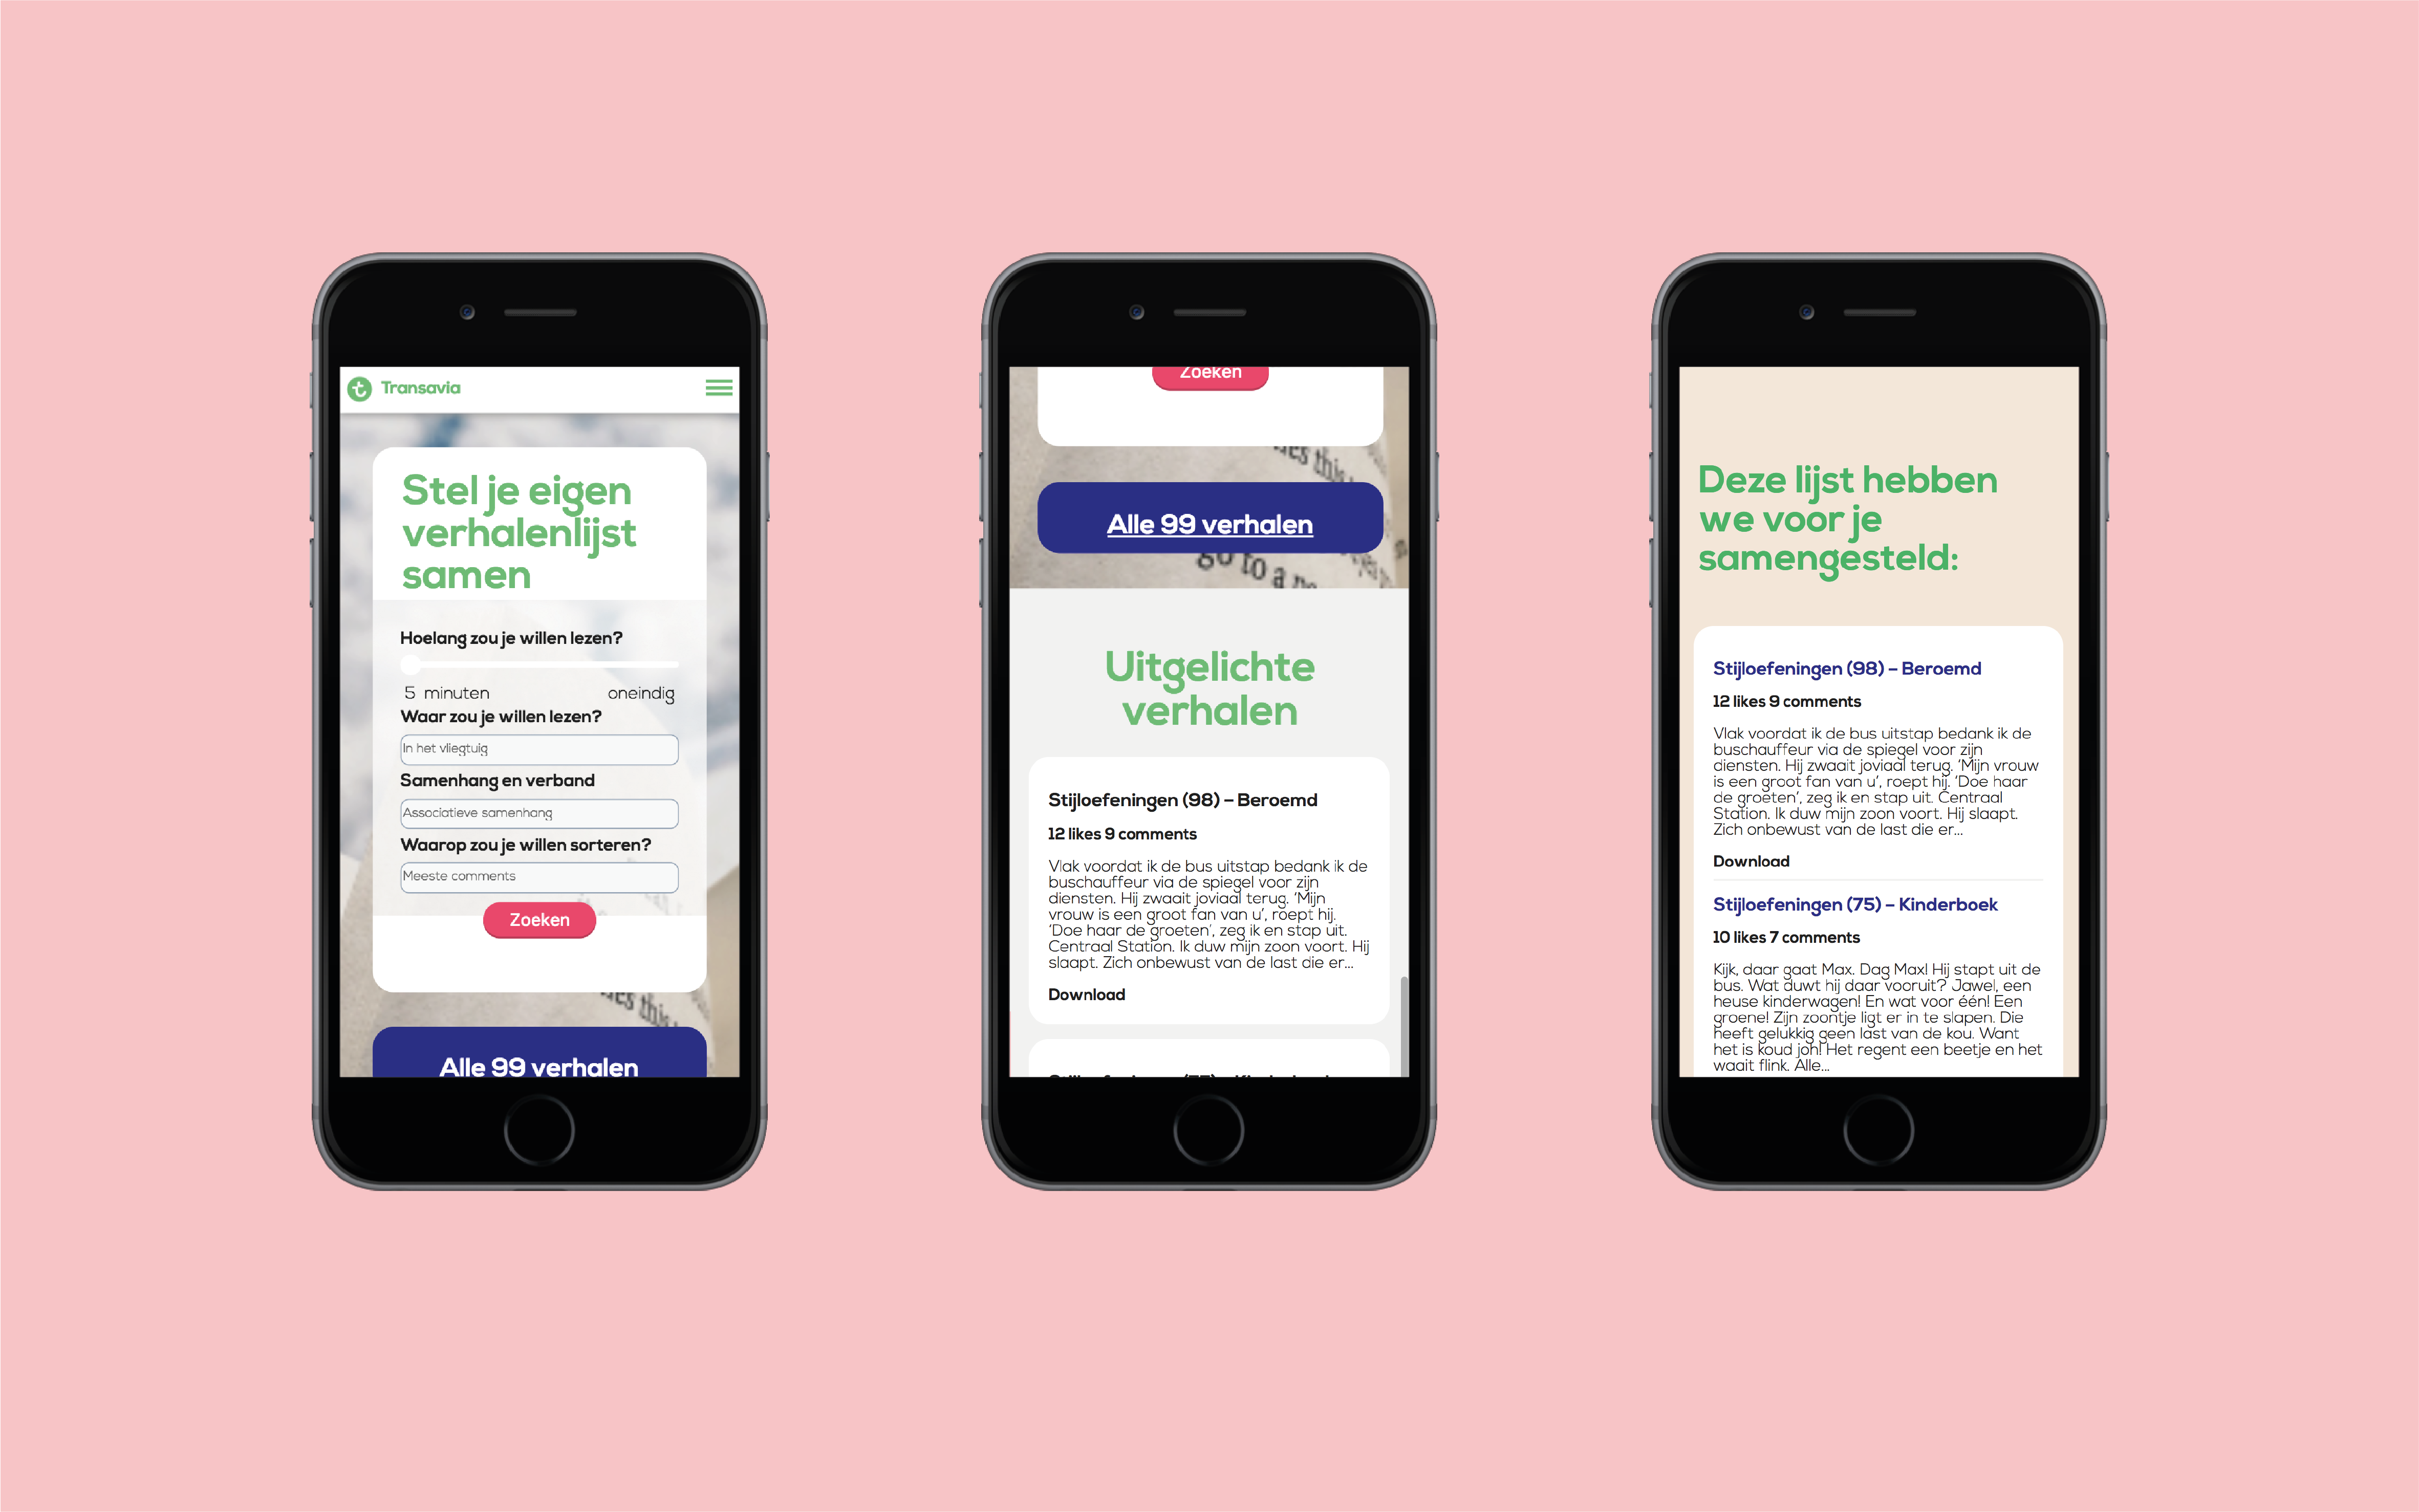 Transavia
Stel je eigen
verhalenlijst
samen
Hoelang zou je willen lezen?
5 minuten oneindig
Waar zou je willen lezen?
In het vliegtuig
Samenhang en verband
Associatieve samenhang
Waarop zou je willen sorteren?
Meeste comments
Zoeken
this
Alle 99 verhalen
Zoeken
this
Alle 99 verhalen
go to a
Uitgelichte
verhalen
Stijloefeningen (98) – Beroemd
12 likes 9 comments
Vlak voordat ik de bus uitstap bedank ik de
buschauffeur via de spiegel voor zijn
diensten. Hij zwaait joviaal terug. ‘Mijn
vrouw is een groot fan van u’, roept hij.
‘Doe haar de groeten’, zeg ik en stap uit.
Centraal Station. Ik duw mijn zoon voort. Hij
slaapt. Zich onbewust van de last die er...
Download
Deze lijst hebben
we voor je
samengesteld:
Stijloefeningen (98) – Beroemd
12 likes 9 comments
Vlak voordat ik de bus uitstap bedank ik de
buschauffeur via de spiegel voor zijn
diensten. Hij zwaait joviaal terug. ‘Mijn vrouw
is een groot fan van u’, roept hij. ‘Doe haar
de groeten’, zeg ik en stap uit. Centraal
Station. Ik duw mijn zoon voort. Hij slaapt.
Zich onbewust van de last die er...
Download
Stijloefeningen (75) – Kinderboek
10 likes 7 comments
Kijk, daar gaat Max. Dag Max! Hij stapt uit de
bus. Wat duwt hij daar vooruit? Jawel, een
heuse kinderwagen! En wat voor één! Een
groene! Zijn zoontje ligt er in te slapen. Die
heeft gelukkig geen last van de kou. Want
het is koud joh! Het regent een beetje en het
waait flink. Alle...